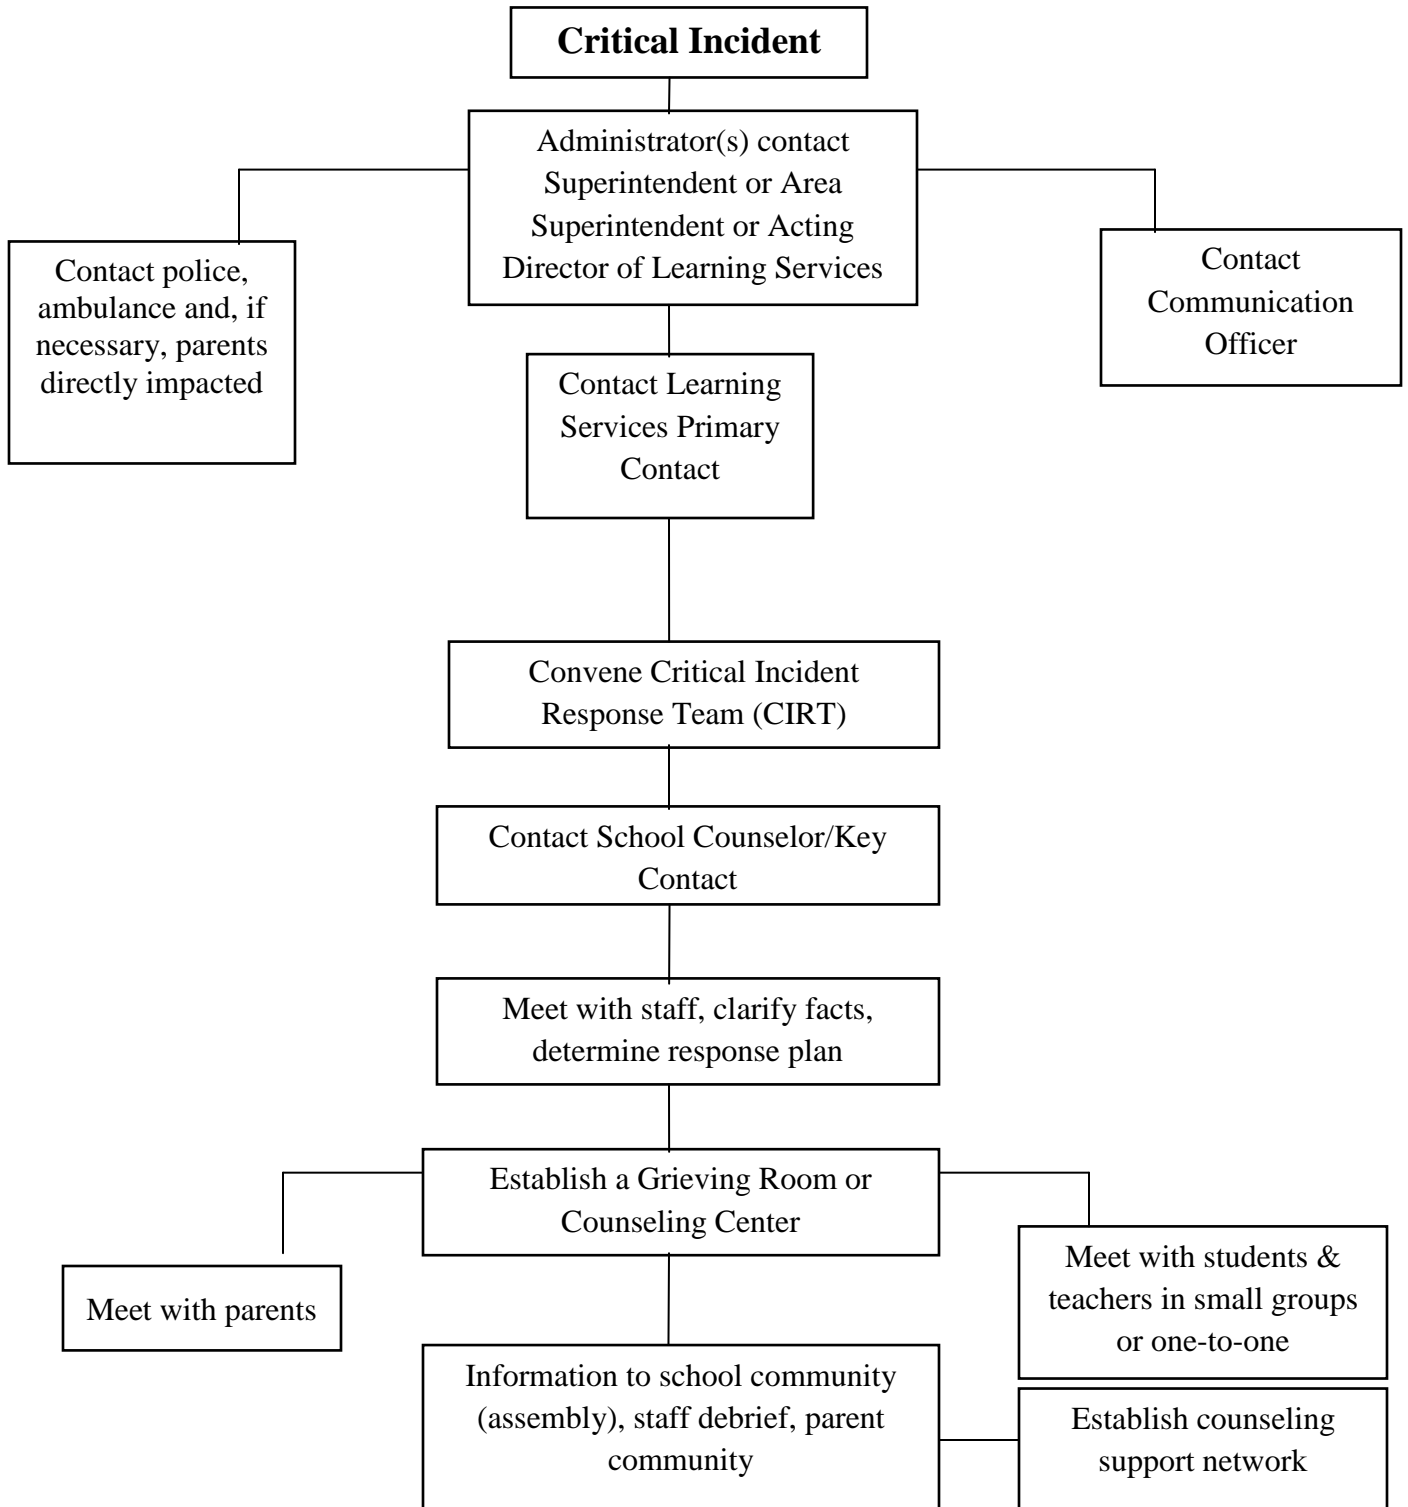 Critical Incident
Administrator(s) contact
Superintendent or Area
Superintendent or Acting
Director of Learning Services
Contact police,
ambulance and, if
necessary, parents
directly impacted
Contact
Communication
Officer
Contact Learning
Services Primary
Contact
Convene Critical Incident
Response Team (CIRT)
Contact School Counselor/Key
Contact
Meet with staff, clarify facts,
determine response plan
Establish a Grieving Room or
Counseling Center
Meet with parents
Meet with students &
teachers in small groups
or one-to-one
Information to school community
(assembly), staff debrief, parent
community
Establish counseling
support network